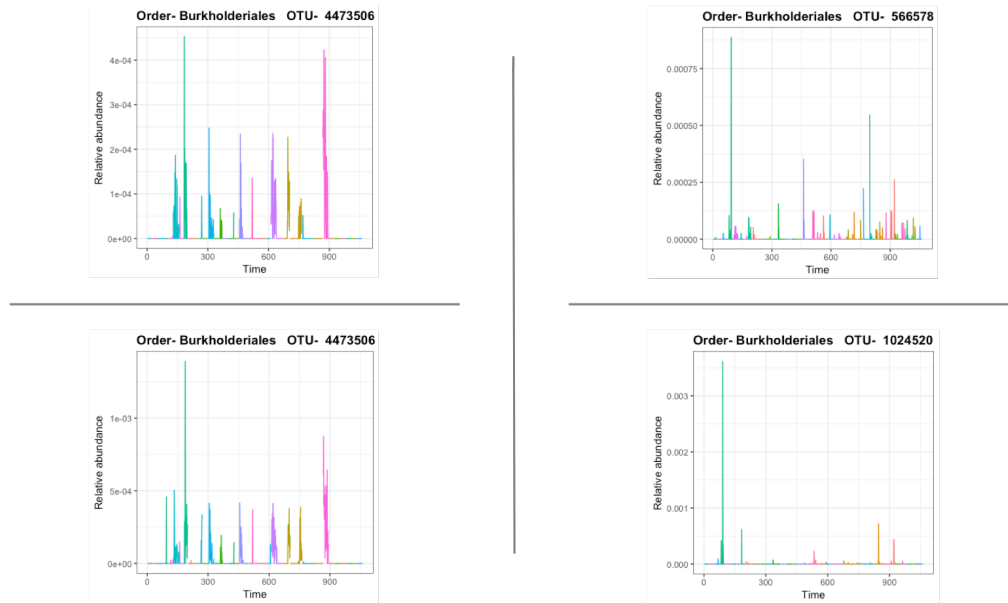 Order- Burkholderiales OTU- 4473506
4e-04
3e-04
2e-04
1e-04
0e+00
Relative abundance
0 300 600 900
Time
Order- Burkholderiales OTU- 566578
0.00075
0.00050
0.00025
0.00000
Relative abundance
0 300 600 900
Time
Order- Burkholderiales OTU- 4473506
1e-03
5e-04
0e+00
Relative abundance
0 300 600 900
Time
Order- Burkholderiales OTU- 1024520
0.003
0.002
0.001
0.000
Relative abundance
0 300 600 900
Time